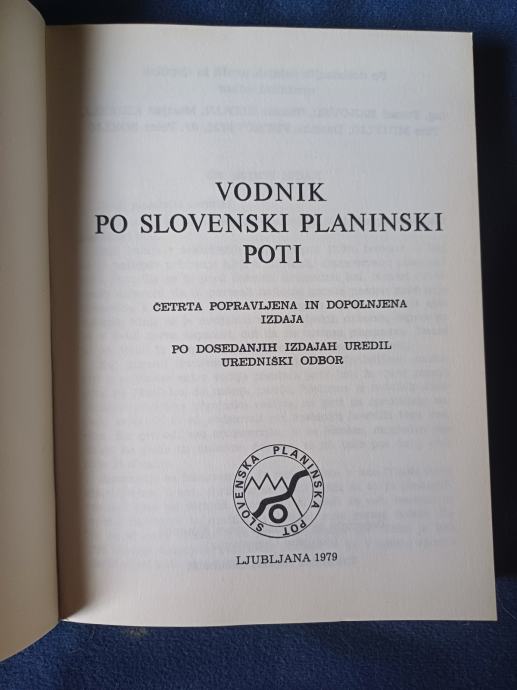 VODNIK
PO SLOVENSKI PLANINSKI
POTI
ČETRTA POPRAVLJENA IN DOPOLNJENA
IZDAJA
PO DOSEDANJIH IZDAJAH UREDIL
UREDNIŠKI ODBOR
SLOVENSKA PLANINSKA POT
LJUBLJANA 1979